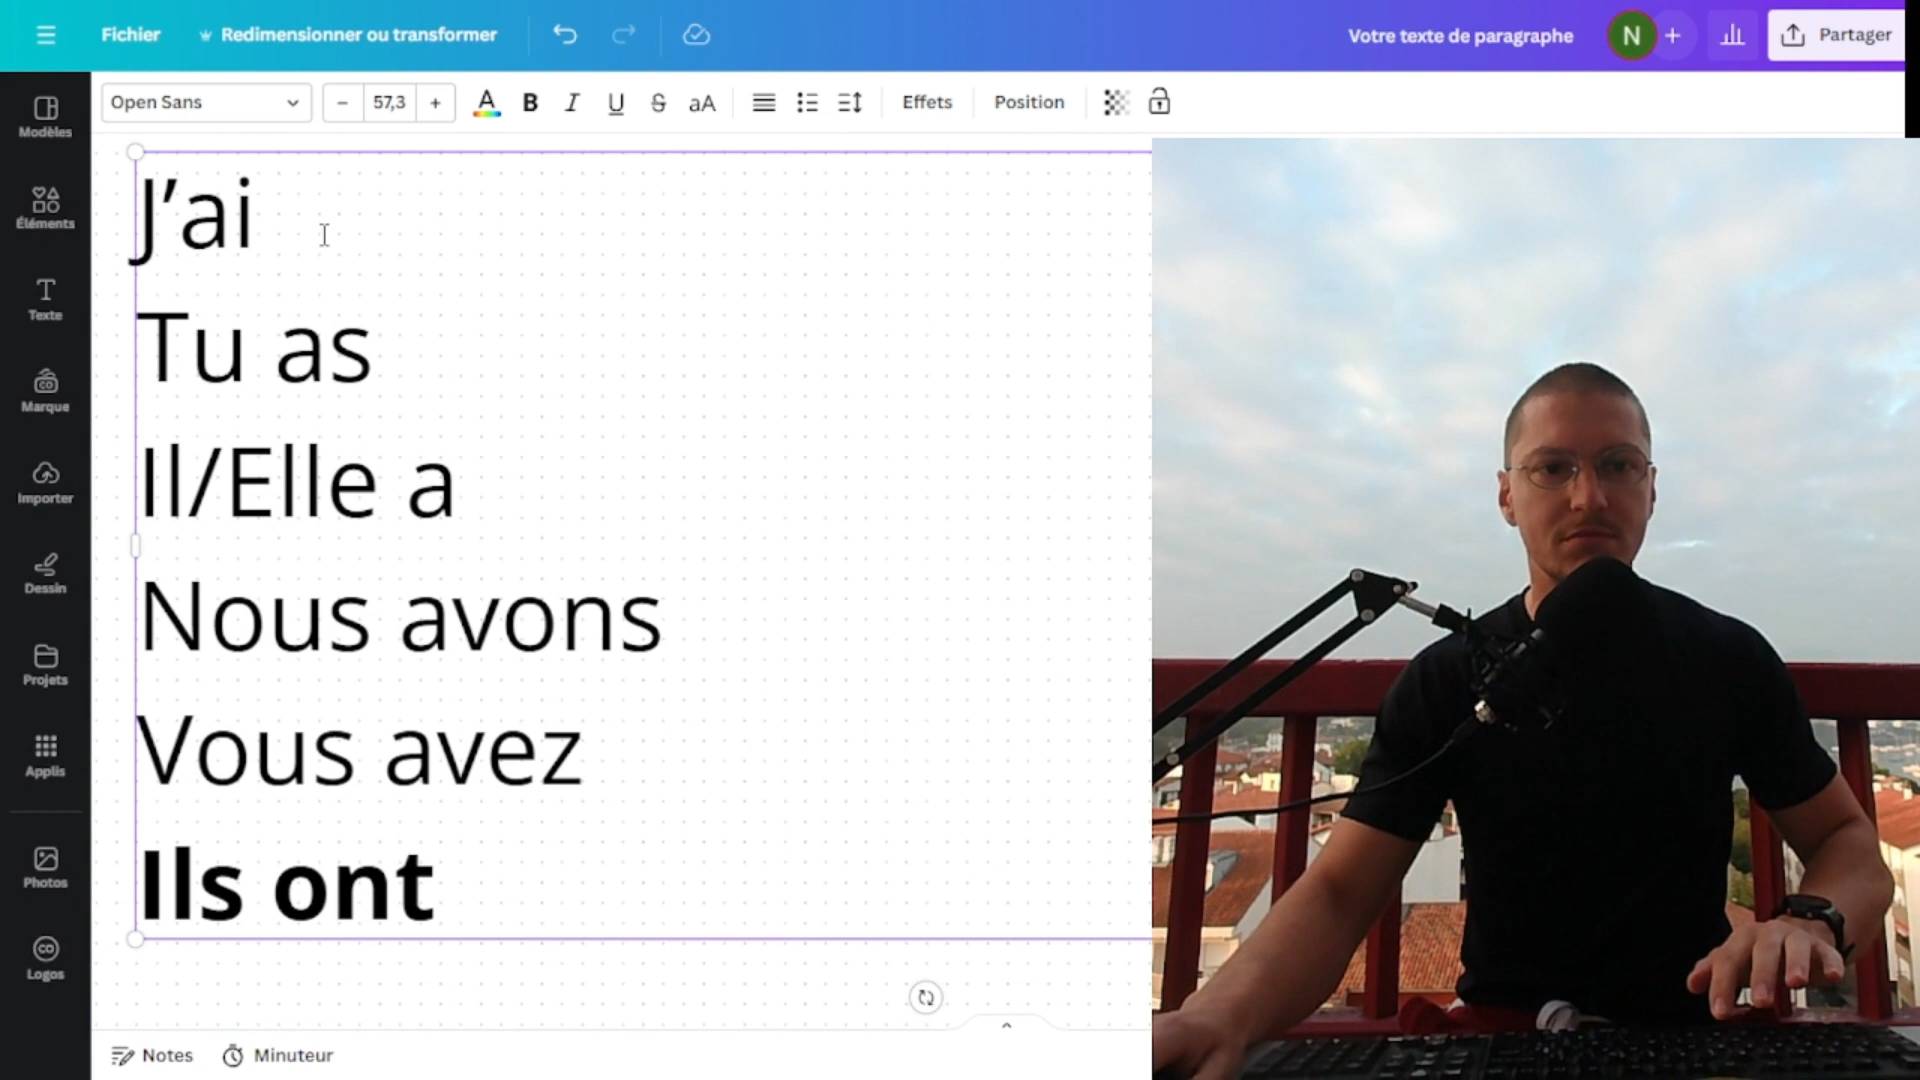 Fichier Redimensionner ou transformer Votre texte de paragraphe N + Partager
Open Sans – 57,3 + A B I U S aA Effets Position
Modèles
Éléments
Texte
Marque
Importer
Dessin
Projets
Applis
Photos
Logos
J’ai
Tu as
Il/Elle a
Nous avons
Vous avez
Ils ont
Notes Minuteur